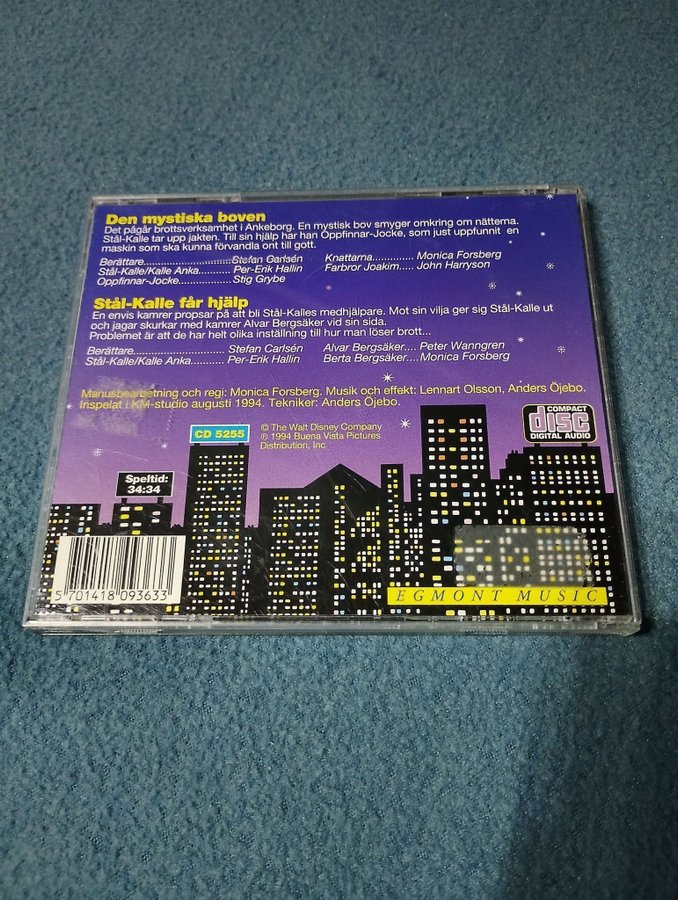 Den mystiska boven
Det pågår brottsverksamhet i Ankeborg. En mystisk bov smyger omkring om nätterna.
Stål-Kalle tar upp jakten. Till sin hjälp har han Oppfinnar-Jocke, som just uppfunnit en
maskin som ska kunna förvandla ont till gott.
Berättare..............................Stefan Carlsén
Stål-Kalle/Kalle Anka..........Per-Erik Hallin
Oppfinnar-Jocke................Stig Grybe
Knattarna.............Monica Forsberg
Farbror Joakim.....John Harryson
Stål-Kalle får hjälp
En envis kamrer propsar på att bli Stål-Kalles medhjälpare. Mot sin vilja ger sig Stål-Kalle ut
och jagar skurkar med kamrer Alvar Bergsäker vid sin sida.
Problemet är att de har helt olika inställning till hur man löser brott...
Berättare..............................Stefan Carlsén
Stål-Kalle/Kalle Anka..........Per-Erik Hallin
Alvar Bergsäker.....Peter Wanngren
Berta Bergsäker.....Monica Forsberg
Manusbearbetning och regi: Monica Forsberg. Musik och effekt: Lennart Olsson, Anders Öjebo.
Inspelat i KM-studio augusti 1994. Tekniker: Anders Öjebo.
CD 5255
© The Walt Disney Company
℗ 1994 Buena Vista Pictures
Distribution, Inc
COMPACT
disc
DIGITAL AUDIO
Speltid:
34:34
5 701418 093633
EGMONT MUSIC